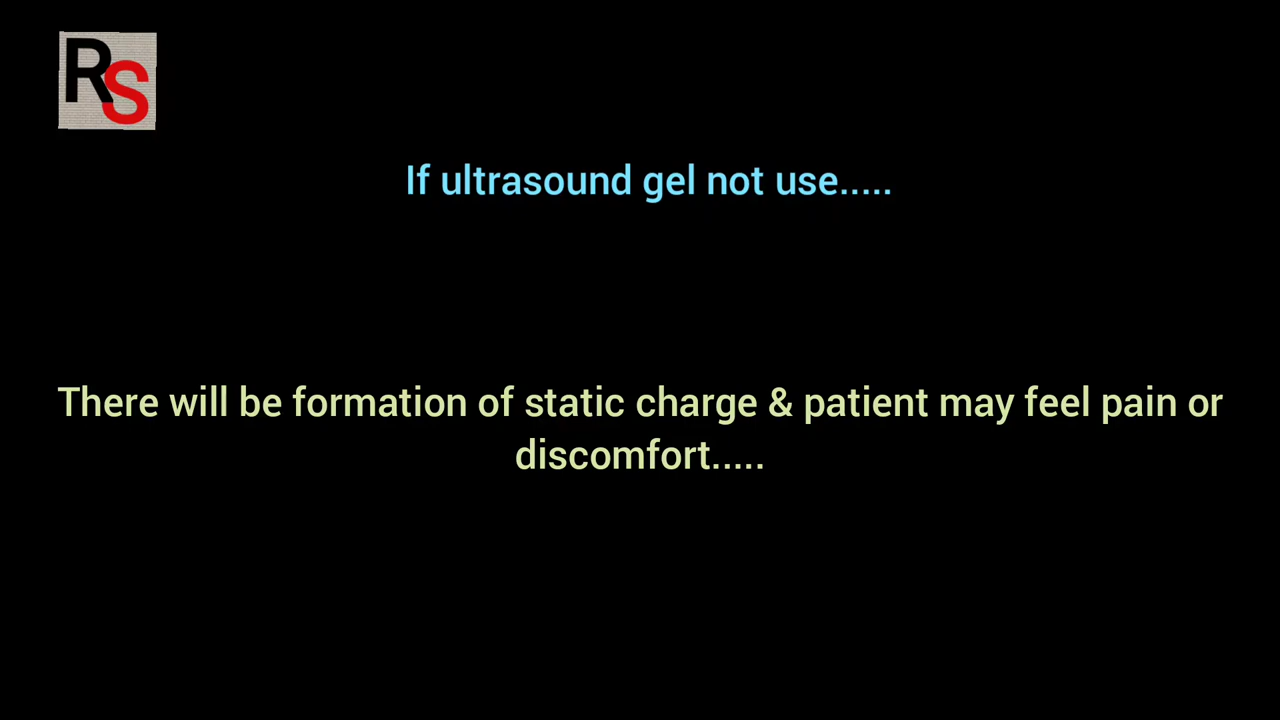 RS
If ultrasound gel not use.....
There will be formation of static charge & patient may feel pain or
discomfort.....